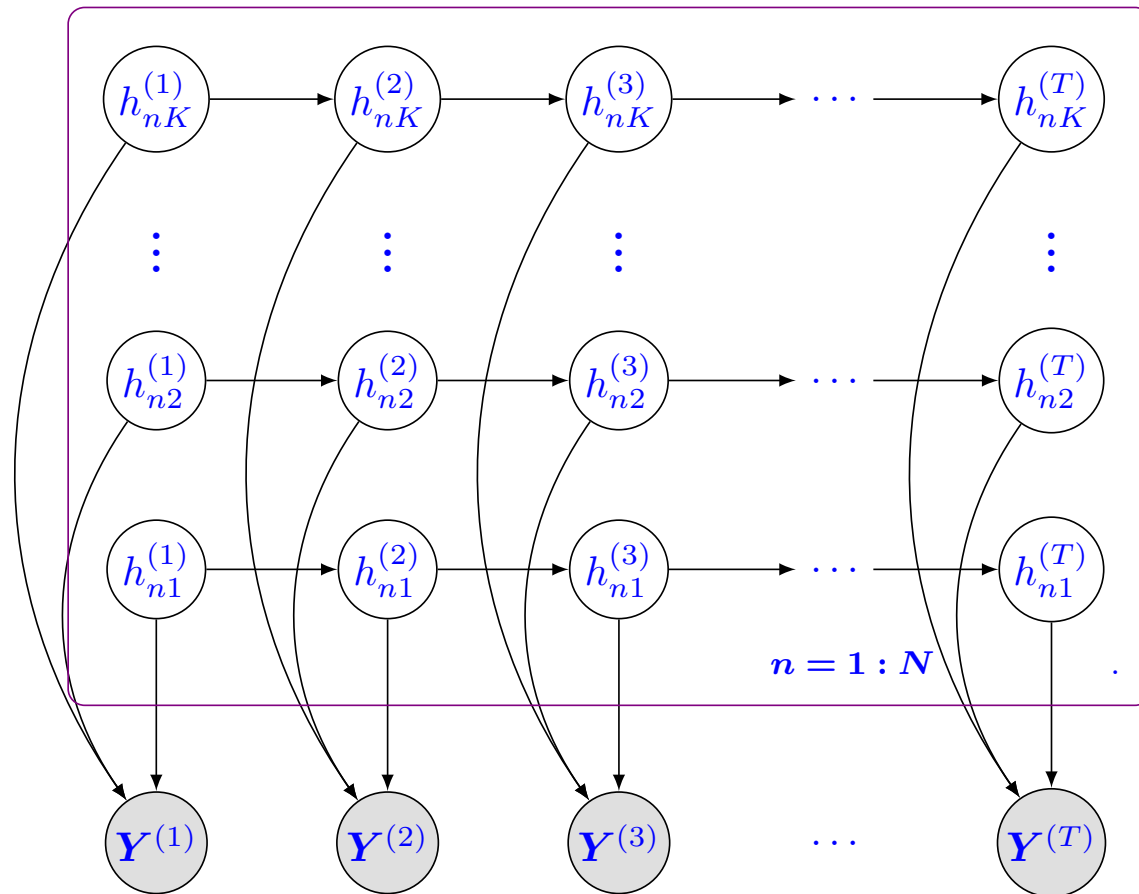 h_{nK}^{(1)} h_{nK}^{(2)} h_{nK}^{(3)} ⋯ h_{nK}^{(T)}
⋮ ⋮ ⋮ ⋮
h_{n2}^{(1)} h_{n2}^{(2)} h_{n2}^{(3)} ⋯ h_{n2}^{(T)}
h_{n1}^{(1)} h_{n1}^{(2)} h_{n1}^{(3)} ⋯ h_{n1}^{(T)}
n = 1 : N .
Y^{(1)} Y^{(2)} Y^{(3)} ⋯ Y^{(T)}